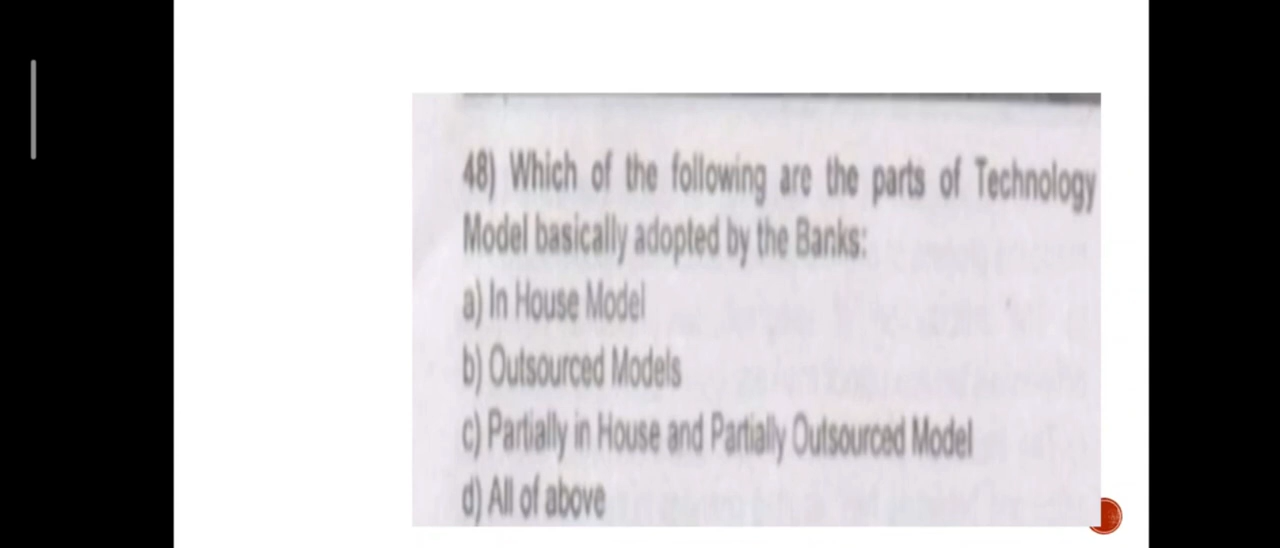 48) Which of the following are the parts of Technology
Model basically adopted by the Banks:
a) In House Model
b) Outsourced Models
c) Partially in House and Partially Outsourced Model
d) All of above